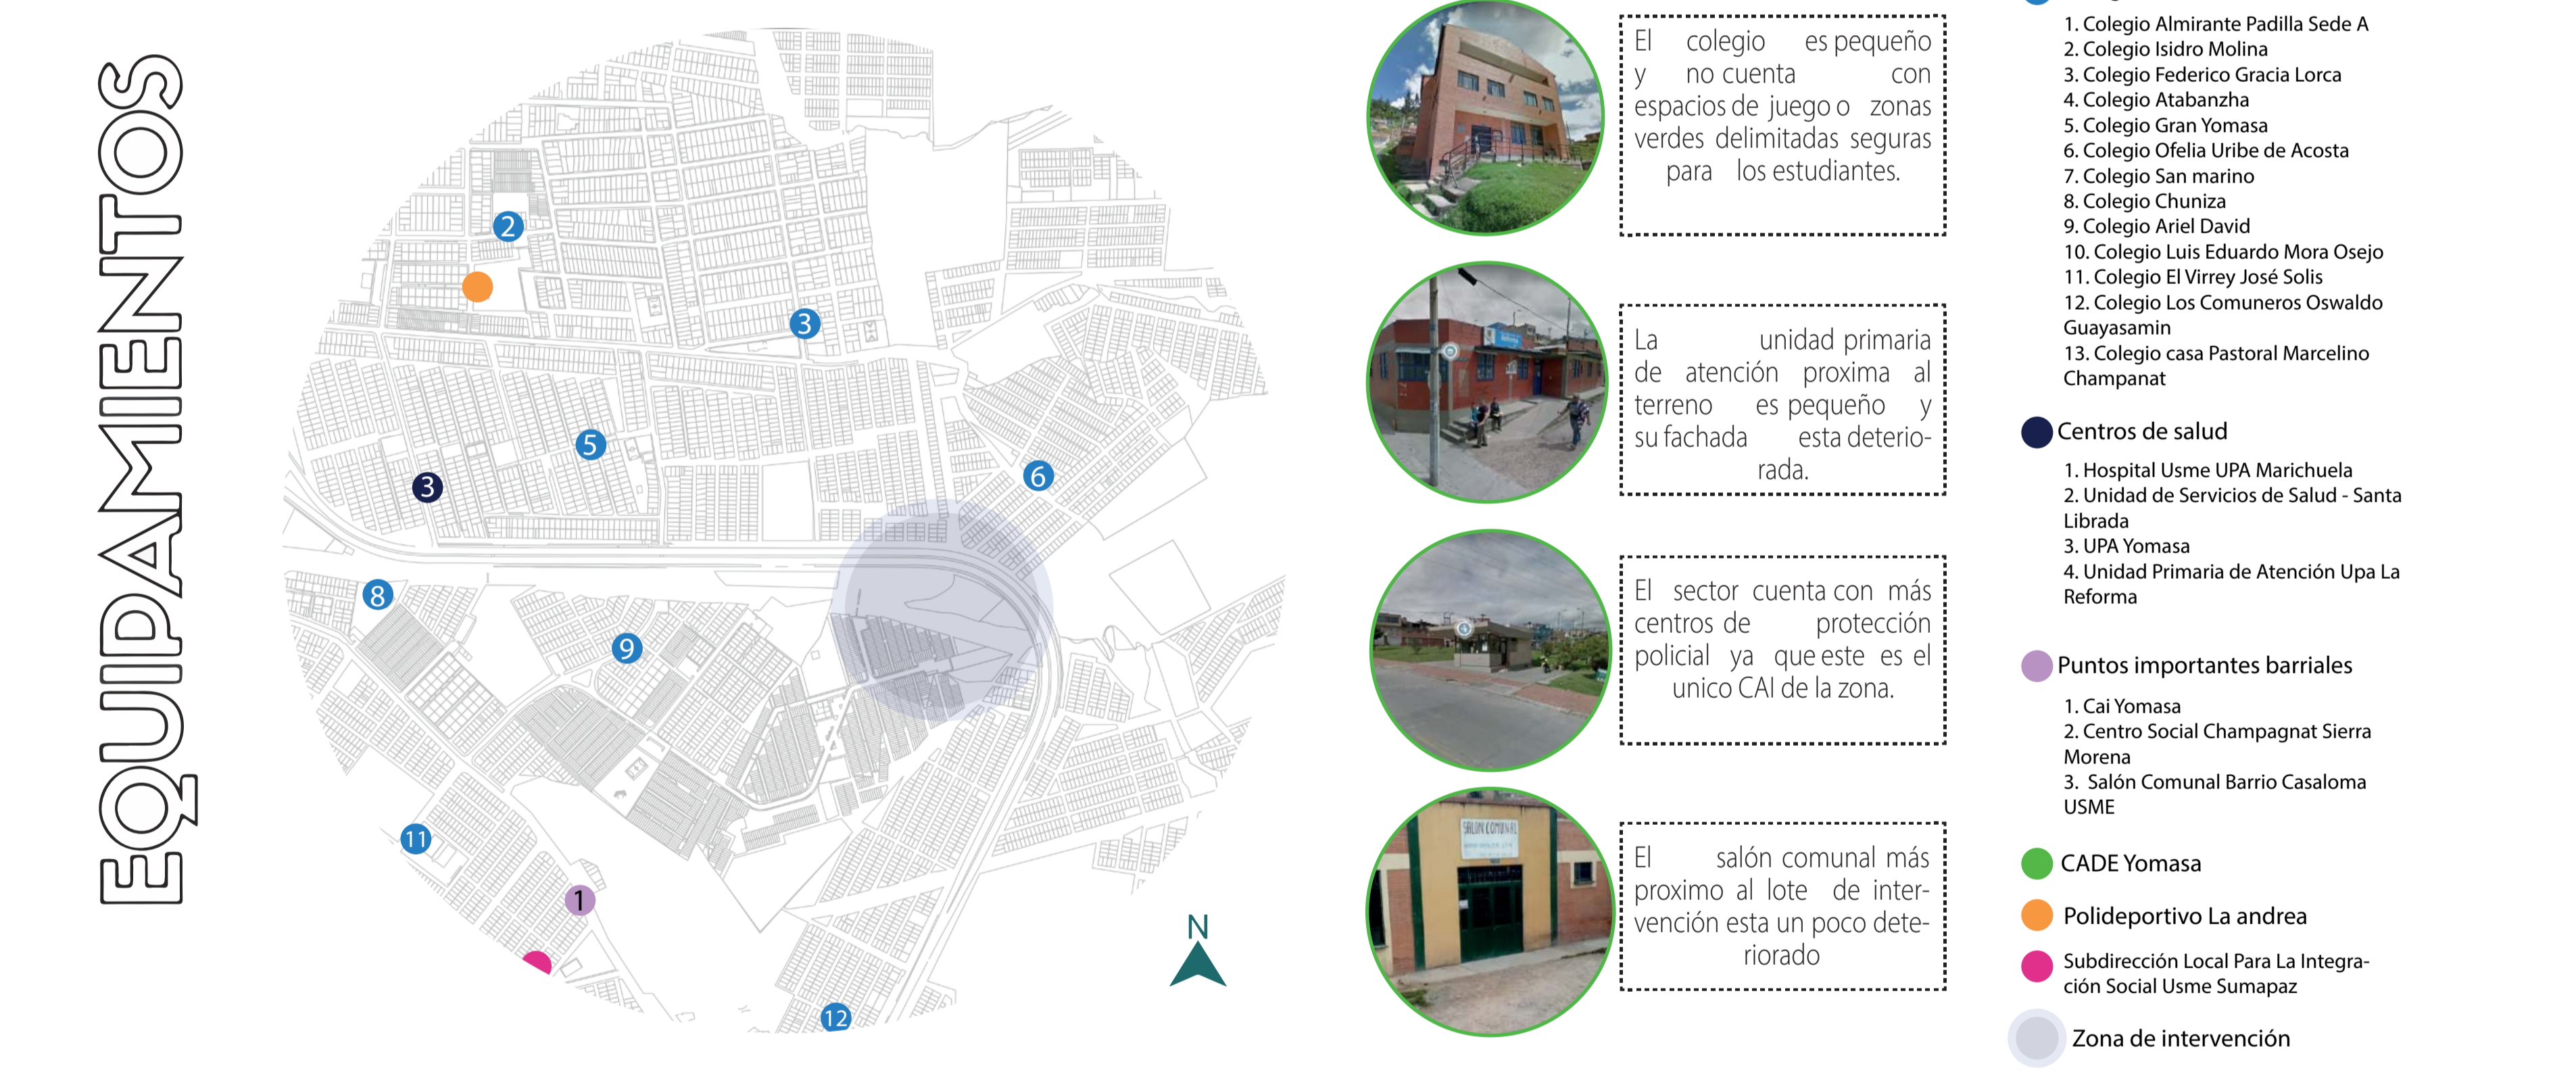 EQUIPAMIENTOS
2
3
5
3
6
8
9
11
1
12
N
El colegio es pequeño
y no cuenta con
espacios de juego o zonas
verdes delimitadas seguras
para los estudiantes.
La unidad primaria
de atención proxima al
terreno es pequeño y
su fachada esta deterio-
rada.
El sector cuenta con más
centros de protección
policial ya que este es el
unico CAI de la zona.
SALON COMUNAL
El salón comunal más
proximo al lote de inter-
vención esta un poco dete-
riorado
1. Colegio Almirante Padilla Sede A
2. Colegio Isidro Molina
3. Colegio Federico Gracia Lorca
4. Colegio Atabanzha
5. Colegio Gran Yomasa
6. Colegio Ofelia Uribe de Acosta
7. Colegio San marino
8. Colegio Chuniza
9. Colegio Ariel David
10. Colegio Luis Eduardo Mora Osejo
11. Colegio El Virrey José Solis
12. Colegio Los Comuneros Oswaldo
Guayasamin
13. Colegio casa Pastoral Marcelino
Champanat
Centros de salud
1. Hospital Usme UPA Marichuela
2. Unidad de Servicios de Salud - Santa
Librada
3. UPA Yomasa
4. Unidad Primaria de Atención Upa La
Reforma
Puntos importantes barriales
1. Cai Yomasa
2. Centro Social Champagnat Sierra
Morena
3. Salón Comunal Barrio Casaloma
USME
CADE Yomasa
Polideportivo La andrea
Subdirección Local Para La Integra-
ción Social Usme Sumapaz
Zona de intervención